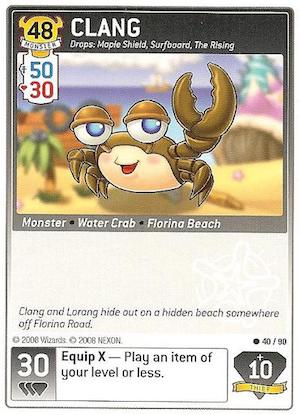 48
MONSTER
CLANG
Drops: Maple Shield, Surfboard, The Rising
50
30
Monster • Water Crab • Florina Beach
Clang and Lorang hide out on a hidden beach somewhere
off Florina Road.
© 2008 Wizards. © 2008 NEXON.
● 40 / 90
30
Equip X — Play an item of
your level or less.
10
THIEF